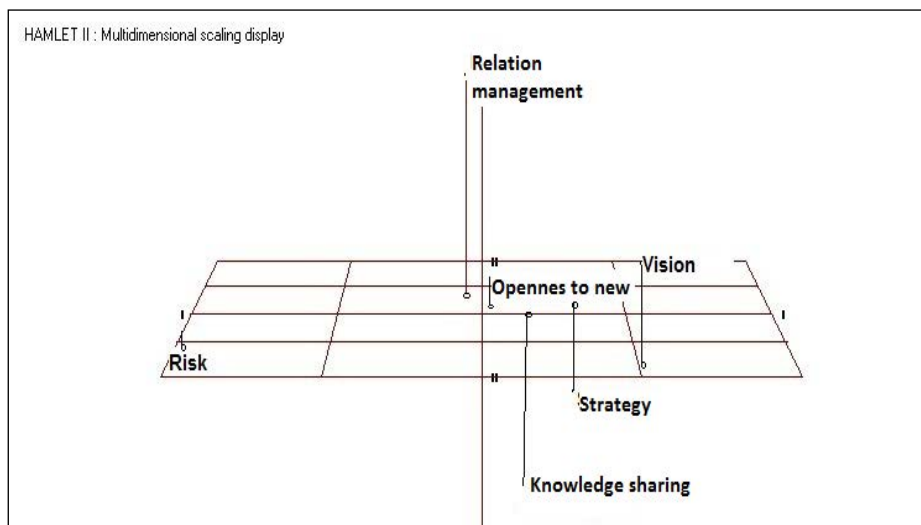 HAMLET II : Multidimensional scaling display
Relation
management
Vision
Opennes to new
Risk
Strategy
Knowledge sharing